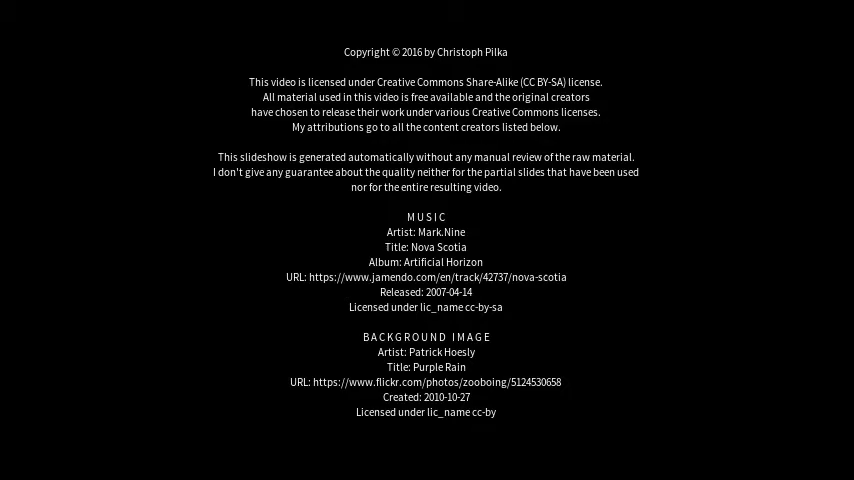 Copyright © 2016 by Christoph Pilka
This video is licensed under Creative Commons Share-Alike (CC BY-SA) license.
All material used in this video is free available and the original creators
have chosen to release their work under various Creative Commons licenses.
My attributions go to all the content creators listed below.
This slideshow is generated automatically without any manual review of the raw material.
I don't give any guarantee about the quality neither for the partial slides that have been used
nor for the entire resulting video.
MUSIC
Artist: Mark.Nine
Title: Nova Scotia
Album: Artificial Horizon
URL: https://www.jamendo.com/en/track/42737/nova-scotia
Released: 2007-04-14
Licensed under lic_name cc-by-sa
BACKGROUND IMAGE
Artist: Patrick Hoesly
Title: Purple Rain
URL: https://www.flickr.com/photos/zooboing/5124530658
Created: 2010-10-27
Licensed under lic_name cc-by